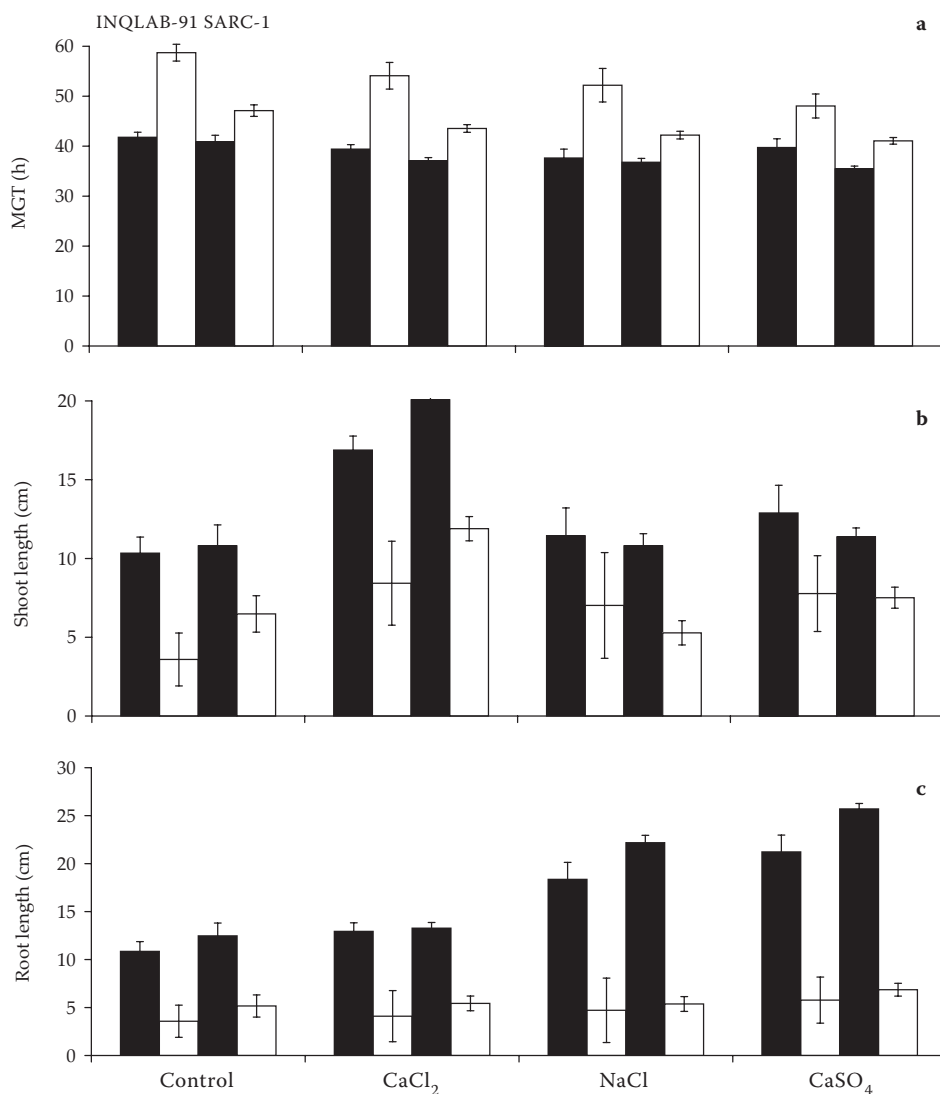 INQLAB-91 SARC-1
a
60
50
40
30
20
10
0
MGT (h)
b
20
15
10
5
0
Shoot length (cm)
c
30
25
20
15
10
5
0
Root length (cm)
Control CaCl₂ NaCl CaSO₄